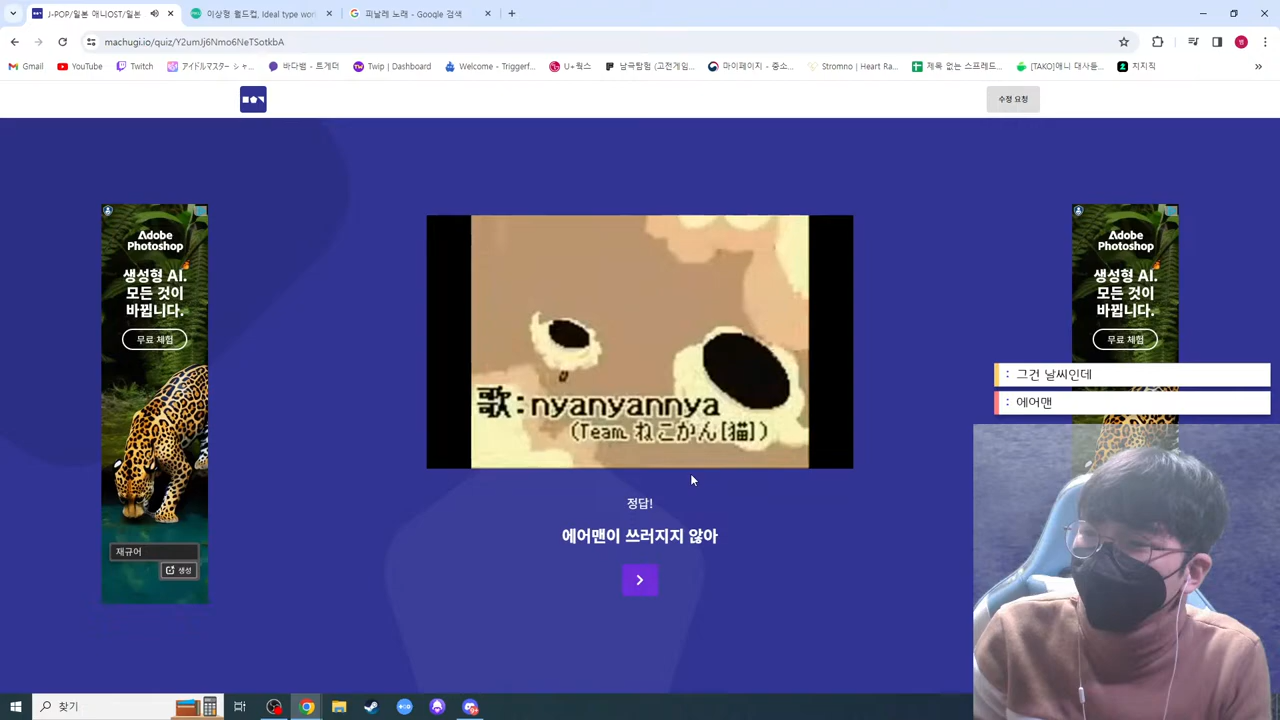 J-POP/일본 애니OST/일본
이상형 월드컵, Ideal type wor
피날레 노래 - Google 검색
machugi.io/quiz/Y2umJj6Nmo6NeTSotkbA
Gmail
YouTube
Twitch
アイドルマスター シャ...
바다범 - 트게더
Twip | Dashboard
Welcome - Triggerf...
U+웍스
남극탐험 (고전게임...
마이페이지 - 중소...
Stromno | Heart Ra...
제목 없는 스프레드...
[TAKO]애니 대사듣...
지지직
수정 요청
Adobe
Photoshop
생성형 AI.
모든 것이
바뀝니다.
무료 체험
재규어
생성
歌:nyanyannya
(Team.ねこかん[猫])
정답!
에어맨이 쓰러지지 않아
Adobe
Photoshop
생성형 AI.
모든 것이
바뀝니다.
무료 체험
: 그건 날씨인데
: 에어맨
찾기